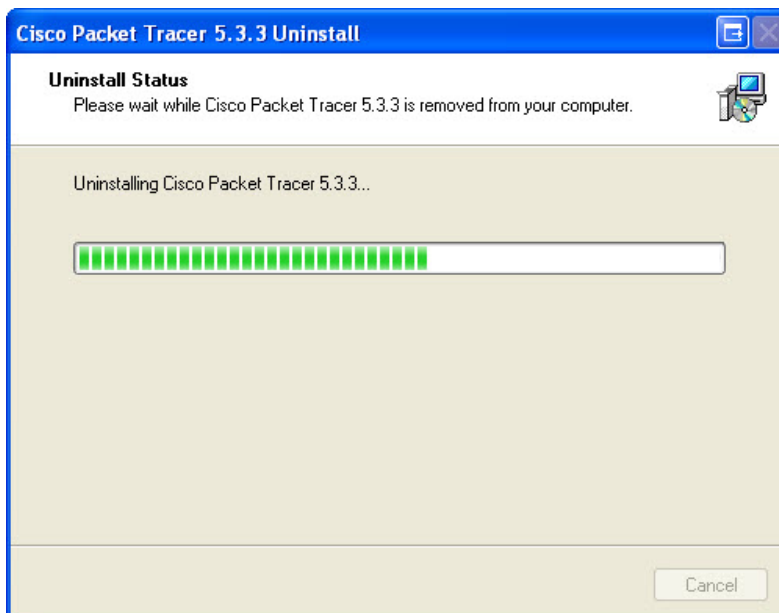 Cisco Packet Tracer 5.3.3 Uninstall
Uninstall Status
Please wait while Cisco Packet Tracer 5.3.3 is removed from your computer.
Uninstalling Cisco Packet Tracer 5.3.3...
Cancel